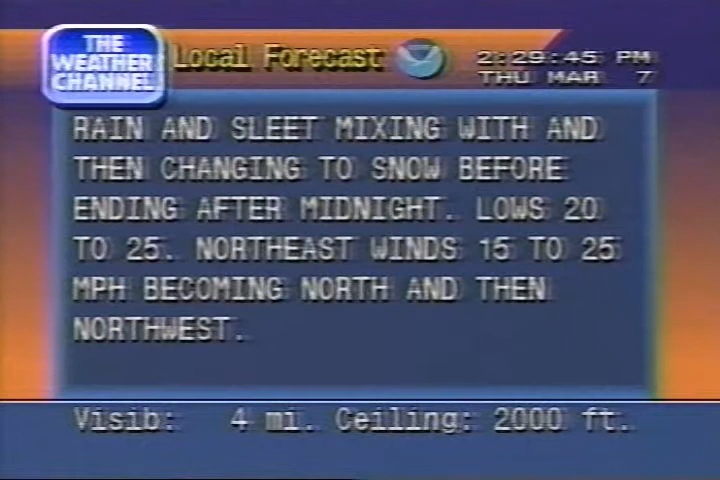 THE
WEATHER
CHANNEL
Local Forecast
2:29:45 PM
THU MAR 7
RAIN AND SLEET MIXING WITH AND
THEN CHANGING TO SNOW BEFORE
ENDING AFTER MIDNIGHT. LOWS 20
TO 25. NORTHEAST WINDS 15 TO 25
MPH BECOMING NORTH AND THEN
NORTHWEST.
Visib: 4 mi. Ceiling: 2000 ft.